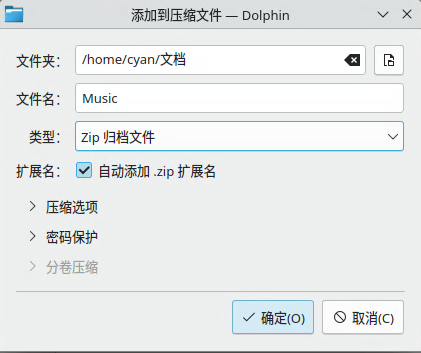 添加到压缩文件 — Dolphin
文件夹： /home/cyan/文档
文件名： Music
类型： Zip 归档文件
扩展名： 自动添加 .zip 扩展名
压缩选项
密码保护
分卷压缩
确定(O) 取消(C)